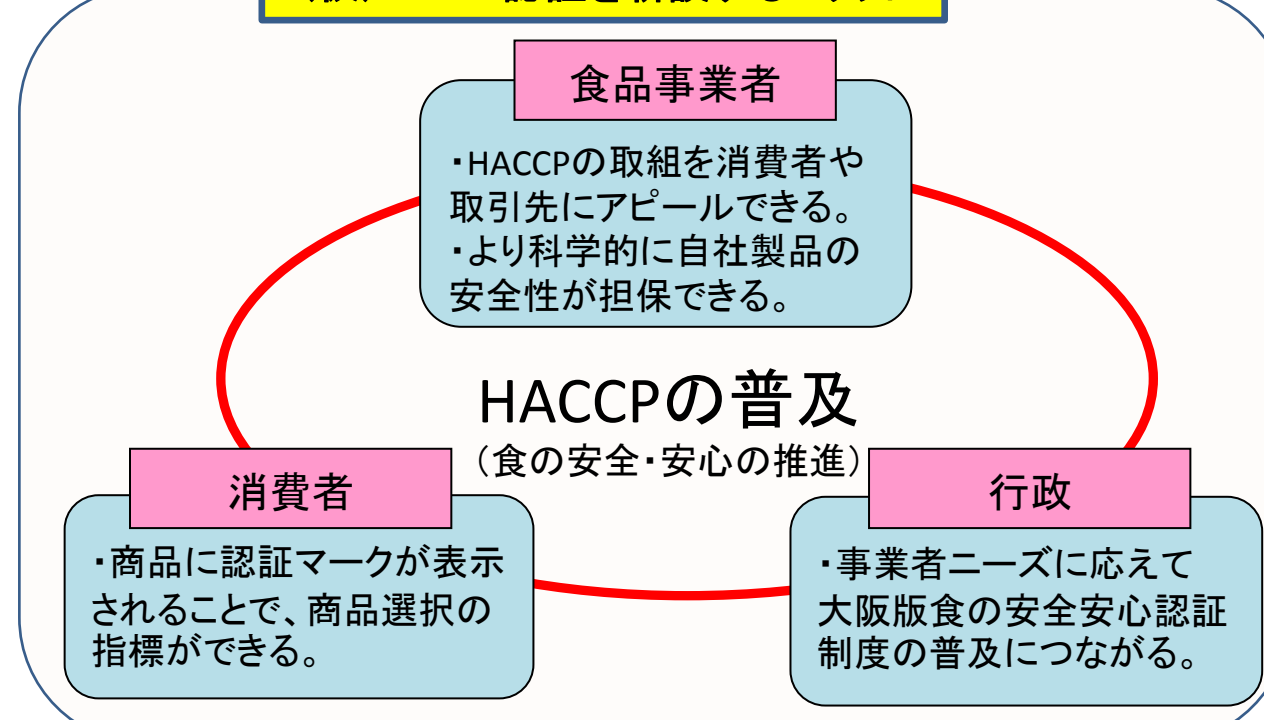 食品事業者
・HACCPの取組を消費者や
取引先にアピールできる。
・より科学的に自社製品の
安全性が担保できる。
HACCPの普及
（食の安全・安心の推進）
消費者
・商品に認証マークが表示
されることで、商品選択の
指標ができる。
行政
・事業者ニーズに応えて
大阪版食の安全安心認証
制度の普及につながる。